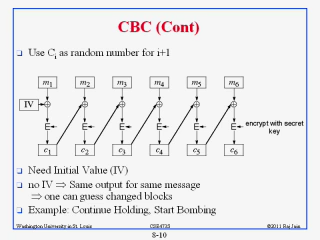 CBC (Cont)
Use Ci as random number for i+1
m1 m2 m3 m4 m5 m6
IV
E E E E E E
encrypt with secret
key
c1 c2 c3 c4 c5 c6
Need Initial Value (IV)
no IV ⇒ Same output for same message
⇒ one can guess changed blocks
Example: Continue Holding, Start Bombing
Washington University in St. Louis CSE473S ©2011 Raj Jain
8-10